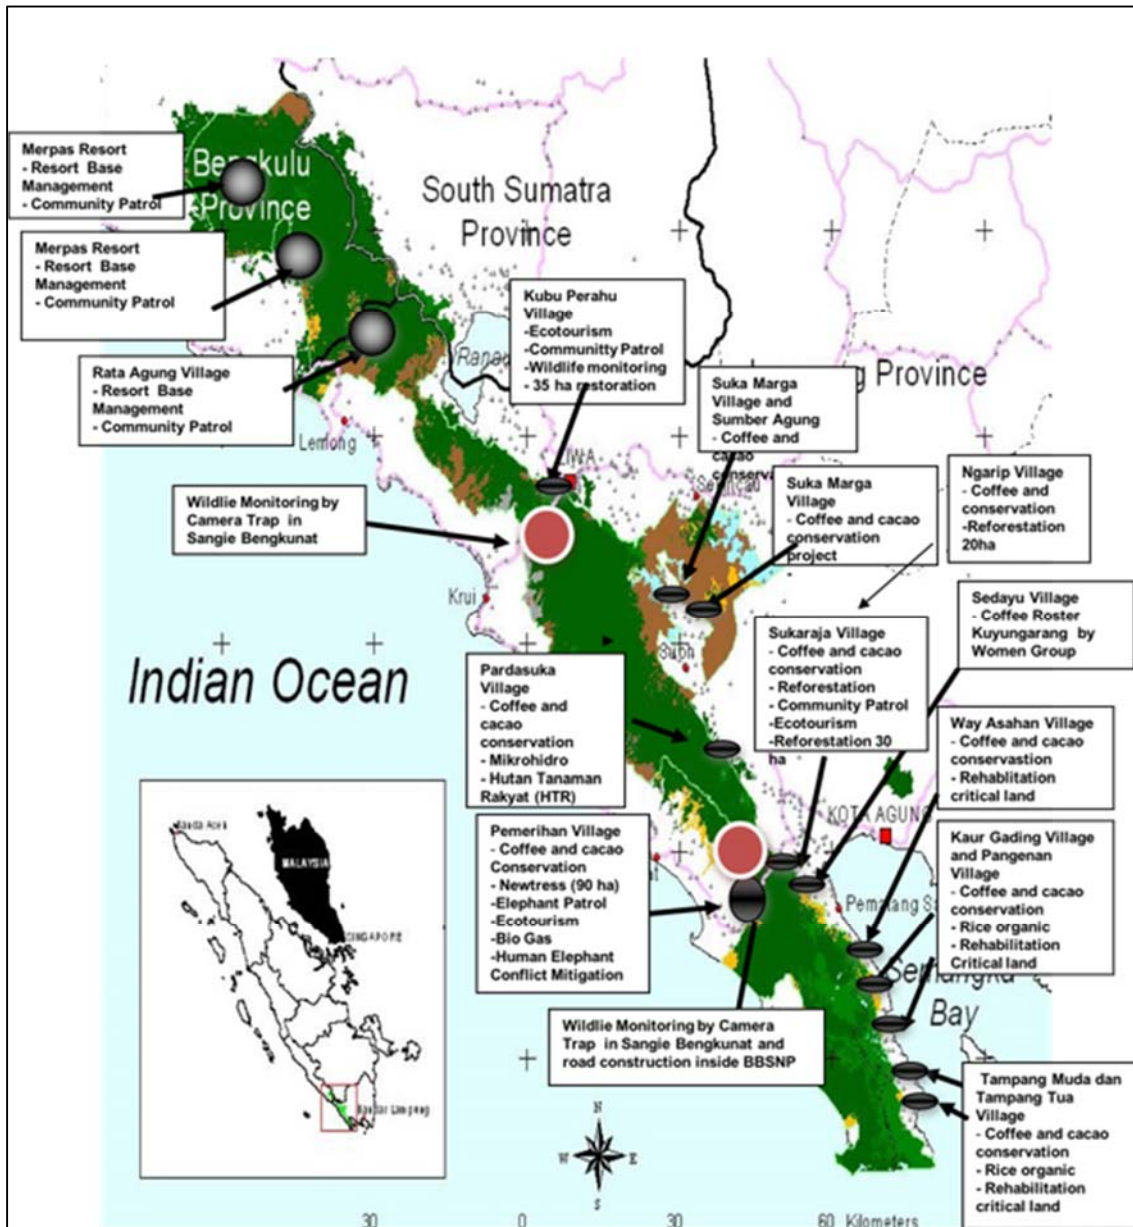 Merpas Resort
- Resort Base
Management
- Community Patrol
Bengkulu
Province
South Sumatra
Province
Merpas Resort
- Resort Base
Management
- Community Patrol
Kubu Perahu
Village
-Ecotourism
-Communitty Patrol
-Wildlife monitoring
- 35 ha restoration
Rata Agung Village
- Resort Base
Management
- Community Patrol
Suka Marga
Village and
Sumber Agung
- Coffee and
cacao
Province
Lemong
Wildlie Monitoring by
Camera Trap in
Sangie Bengkunat
Suka Marga
Village
- Coffee and cacao
conservation
project
Ngarip Village
- Coffee and
conservation
-Reforestation
20ha
Krui
Sedayu Village
- Coffee Roster
Kuyungarang by
Women Group
Sukaraja Village
- Coffee and cacao
conservation
- Reforestation
- Community Patrol
-Ecotourism
-Reforestation 30
ha
Indian Ocean
Pardasuka
Village
- Coffee and
cacao
conservation
- Mikrohidro
- Hutan Tanaman
Rakyat (HTR)
Way Asahan Village
- Coffee and cacao
conservastion
- Rehablitation
critical land
KOTA AGUNG
Pemerihan Village
- Coffee and cacao
Conservation
- Newtress (90 ha)
-Elephant Patrol
-Ecotourism
-Bio Gas
-Human Elephant
Conflict Mitigation
Kaur Gading Village
and Pangenan
Village
- Coffee and cacao
conservation
- Rice organic
- Rehabilitation
Critical land
Bay
Banda Aceh
MALAYSIA
SINGAPORE
Bandar Lampung
Wildlie Monitoring by Camera
Trap in Sangie Bengkunat and
road construction inside BBSNP
Tampang Muda dan
Tampang Tua
Village
- Coffee and cacao
conservation
- Rice organic
- Rehabilitation
critical land
N
W E
S
30 0 30 60 Kilometers